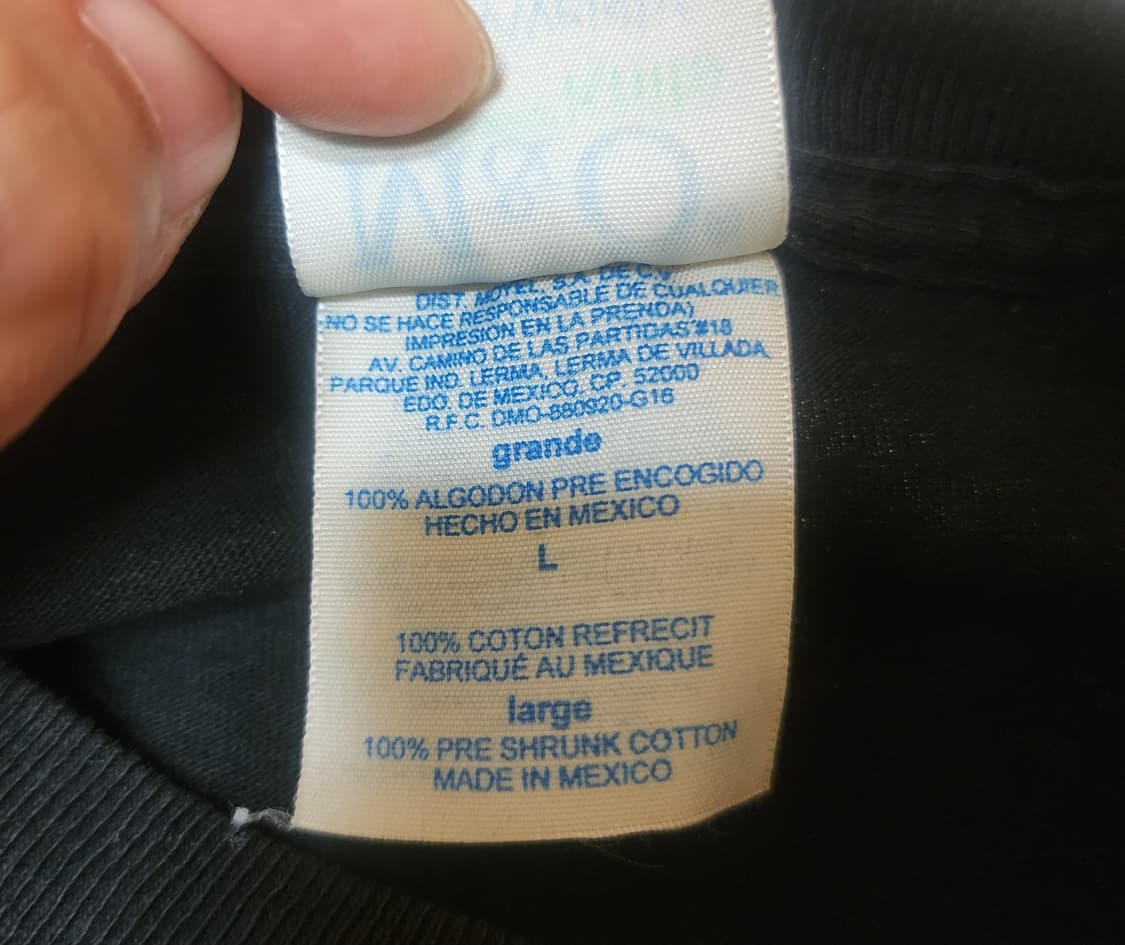 DIST. MOTEL, S.A. DE C.V.
(NO SE HACE RESPONSABLE DE CUALQUIER
IMPRESION EN LA PRENDA)
AV. CAMINO DE LAS PARTIDAS #18
PARQUE IND. LERMA, LERMA DE VILLADA
EDO. DE MEXICO, CP. 52000
R.F.C. DMO-880920-G16
grande
100% ALGODON PRE ENCOGIDO
HECHO EN MEXICO
L
100% COTON REFRECIT
FABRIQUÉ AU MEXIQUE
large
100% PRE SHRUNK COTTON
MADE IN MEXICO